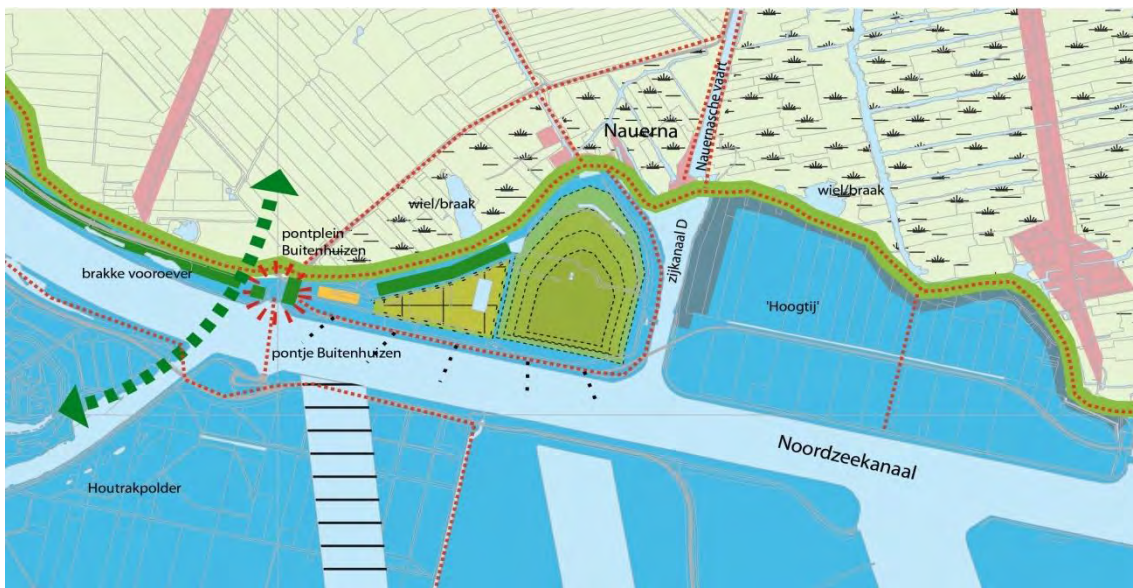 Nauerna
Nauernasche vaart
wiel/braak
wiel/braak
pontplein
Buitenhuizen
brakke vooroever
zijkanaal D
'Hoogtij'
pontje Buitenhuizen
Noordzeekanaal
Houtrakpolder